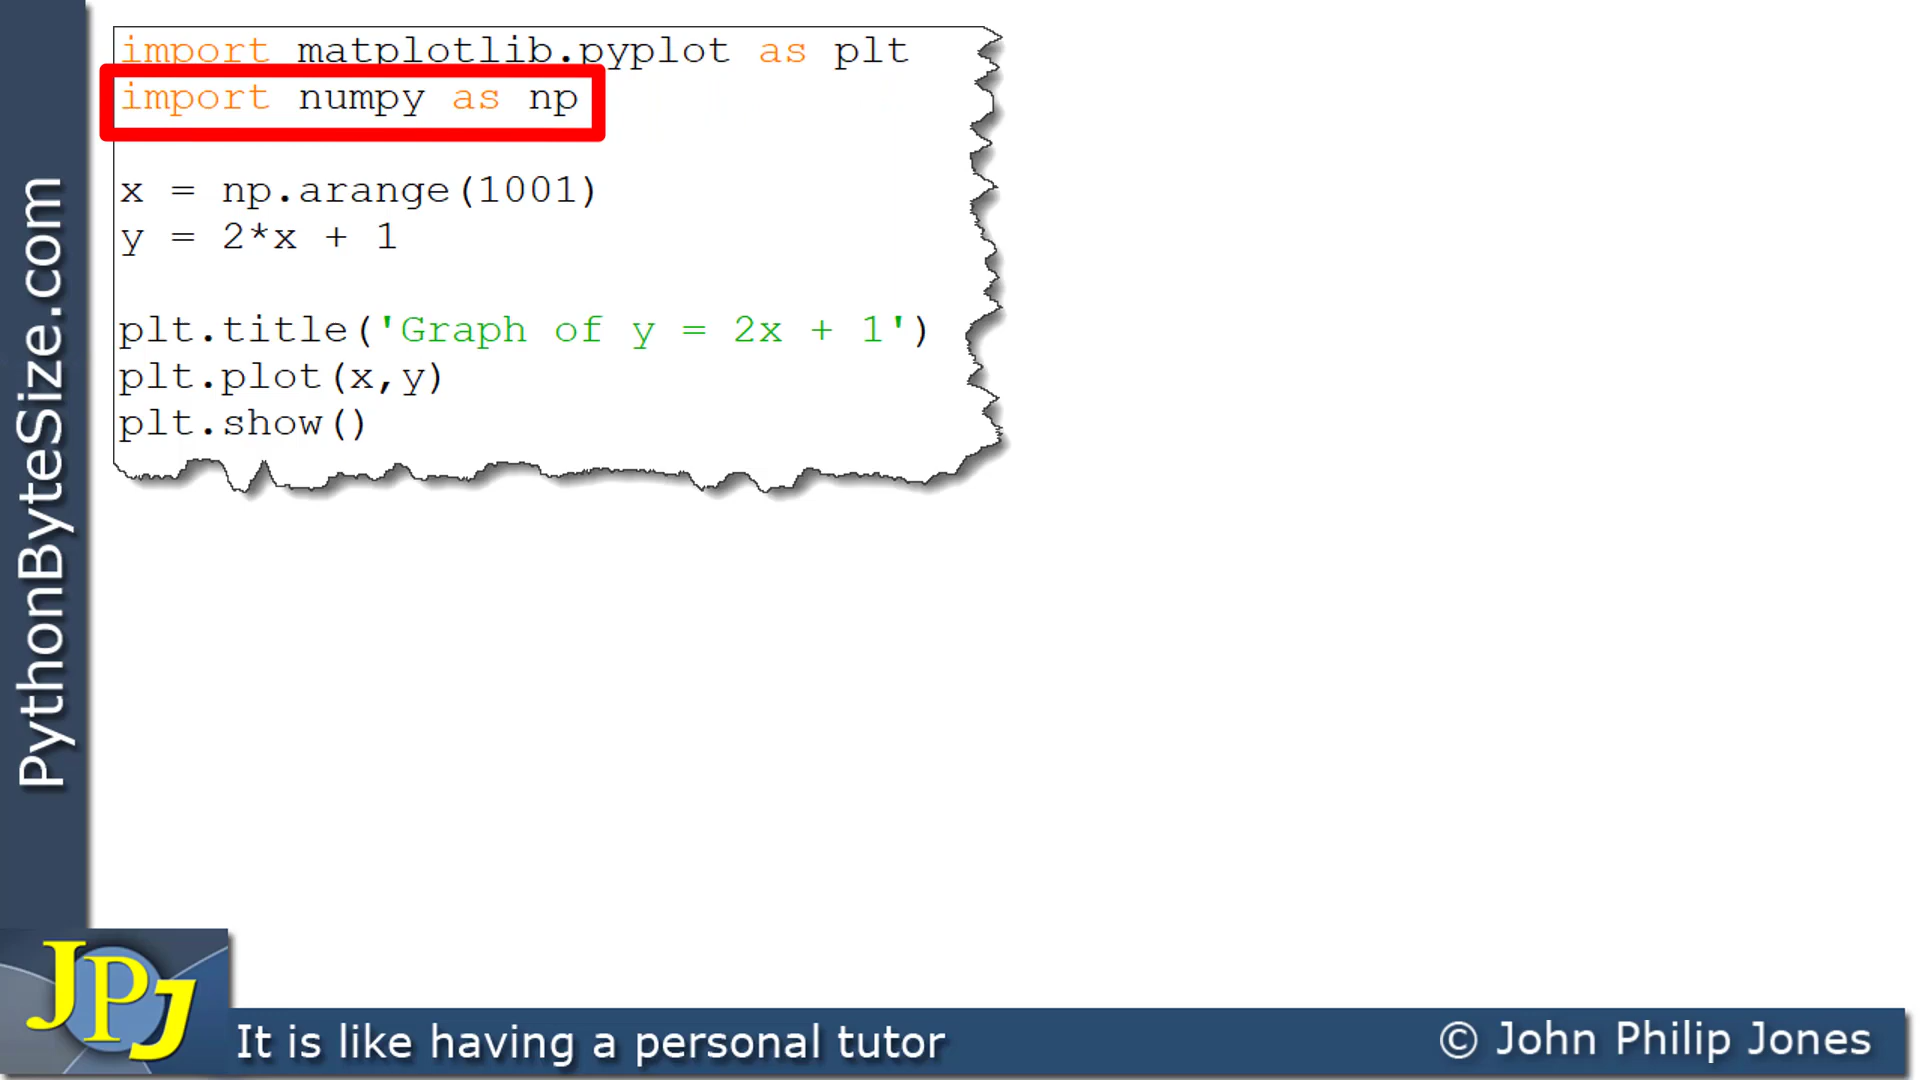 import matplotlib.pyplot as plt
import numpy as np
x = np.arange(1001)
y = 2*x + 1
plt.title('Graph of y = 2x + 1')
plt.plot(x,y)
plt.show()
PythonByteSize.com
JPJ
It is like having a personal tutor
© John Philip Jones